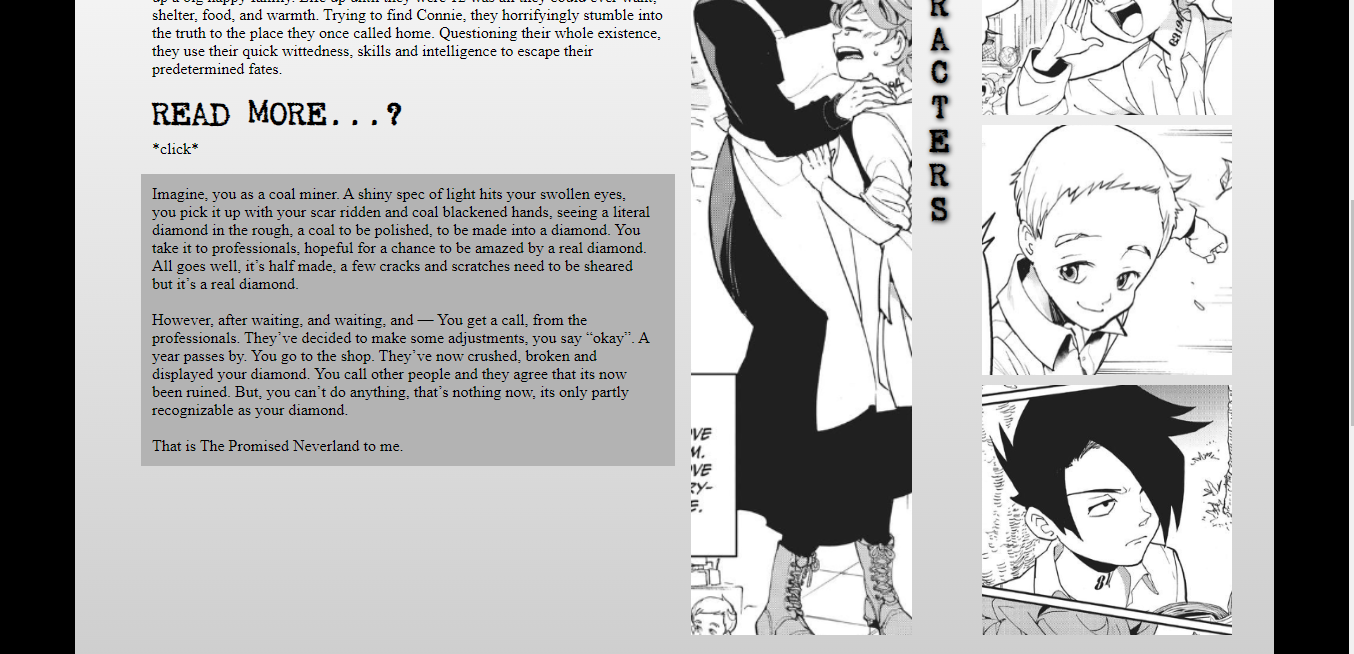 shelter, food, and warmth. Trying to find Connie, they horrifyingly stumble into
the truth to the place they once called home. Questioning their whole existence,
they use their quick wittedness, skills and intelligence to escape their
predetermined fates.
READ MORE...?
*click*
Imagine, you as a coal miner. A shiny spec of light hits your swollen eyes,
you pick it up with your scar ridden and coal blackened hands, seeing a literal
diamond in the rough, a coal to be polished, to be made into a diamond. You
take it to professionals, hopeful for a chance to be amazed by a real diamond.
All goes well, it’s half made, a few cracks and scratches need to be sheared
but it’s a real diamond.
However, after waiting, and waiting, and — You get a call, from the
professionals. They’ve decided to make some adjustments, you say “okay”. A
year passes by. You go to the shop. They’ve now crushed, broken and
displayed your diamond. You call other people and they agree that its now
been ruined. But, you can’t do anything, that’s nothing now, its only partly
recognizable as your diamond.
That is The Promised Neverland to me.
R
A
C
T
E
R
S